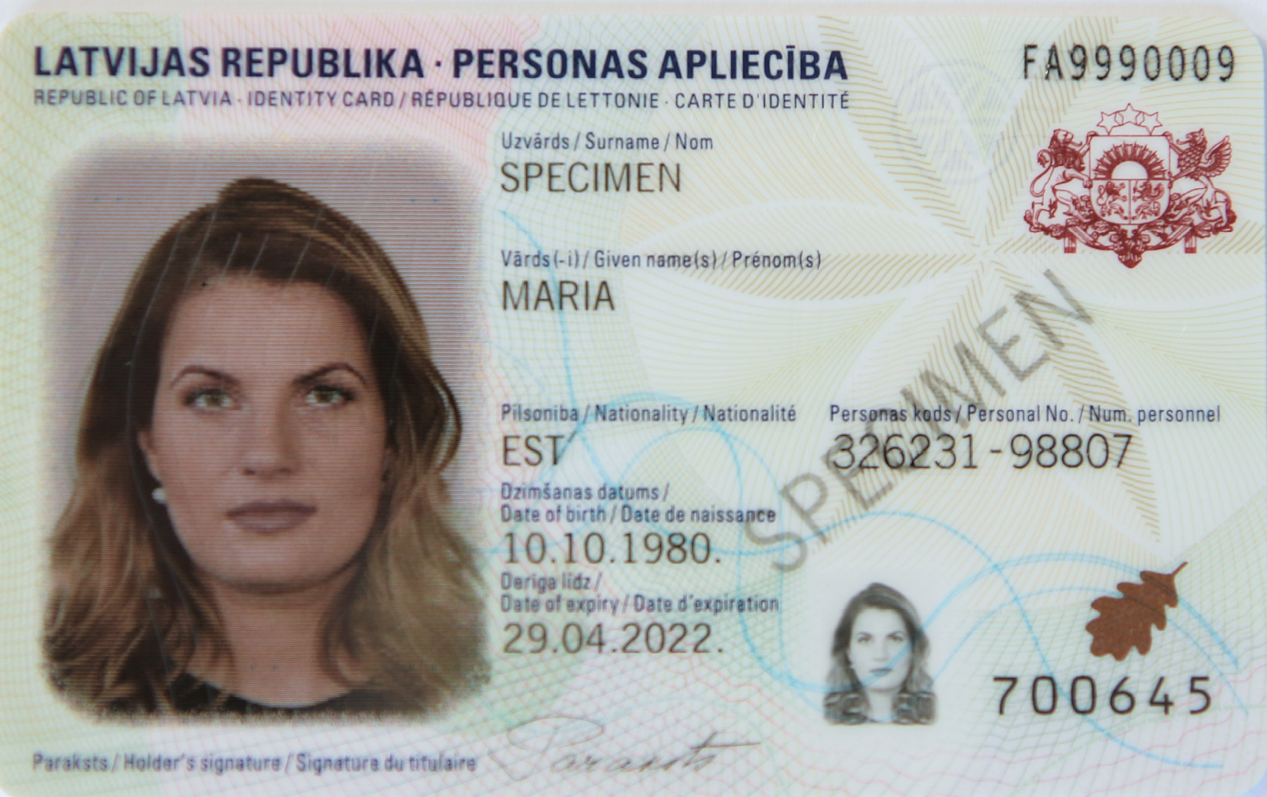 LATVIJAS REPUBLIKA · PERSONAS APLIECĪBA
REPUBLIC OF LATVIA · IDENTITY CARD / RÉPUBLIQUE DE LETTONIE · CARTE D'IDENTITÉ
FA9990009
Uzvārds / Surname / Nom
SPECIMEN
Vārds(-i) / Given name(s) / Prénom(s)
MARIA
Pilsonība / Nationality / Nationalité
EST
Personas kods / Personal No. / Num. personnel
326231-98807
Dzimšanas datums /
Date of birth / Date de naissance
10.10.1980.
Derīga līdz /
Date of expiry / Date d'expiration
29.04.2022.
SPECIMEN
700645
Paraksts / Holder's signature / Signature du titulaire
Paraksts